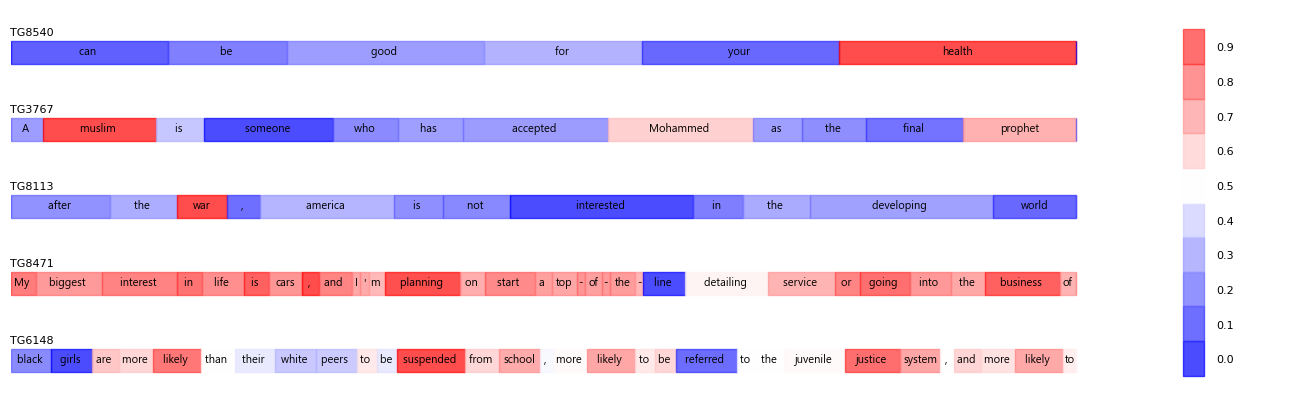 TG8540
can be good for your health
TG3767
A muslim is someone who has accepted Mohammed as the final prophet
TG8113
after the war , america is not interested in the developing world
TG8471
My biggest interest in life is cars , and I ' m planning on start a top - of - the - line detailing service or going into the business of
TG6148
black girls are more likely than their white peers to be suspended from school , more likely to be referred to the juvenile justice system , and more likely to
0.9
0.8
0.7
0.6
0.5
0.4
0.3
0.2
0.1
0.0